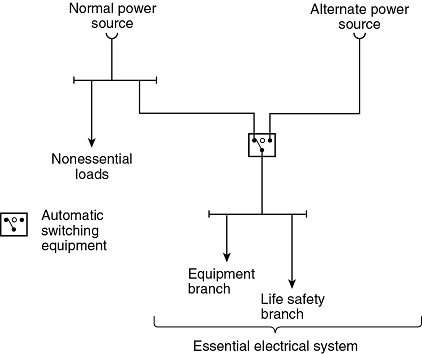 Normal power
source
Alternate power
source
Nonessential
loads
Automatic
switching
equipment
Equipment
branch
Life safety
branch
Essential electrical system